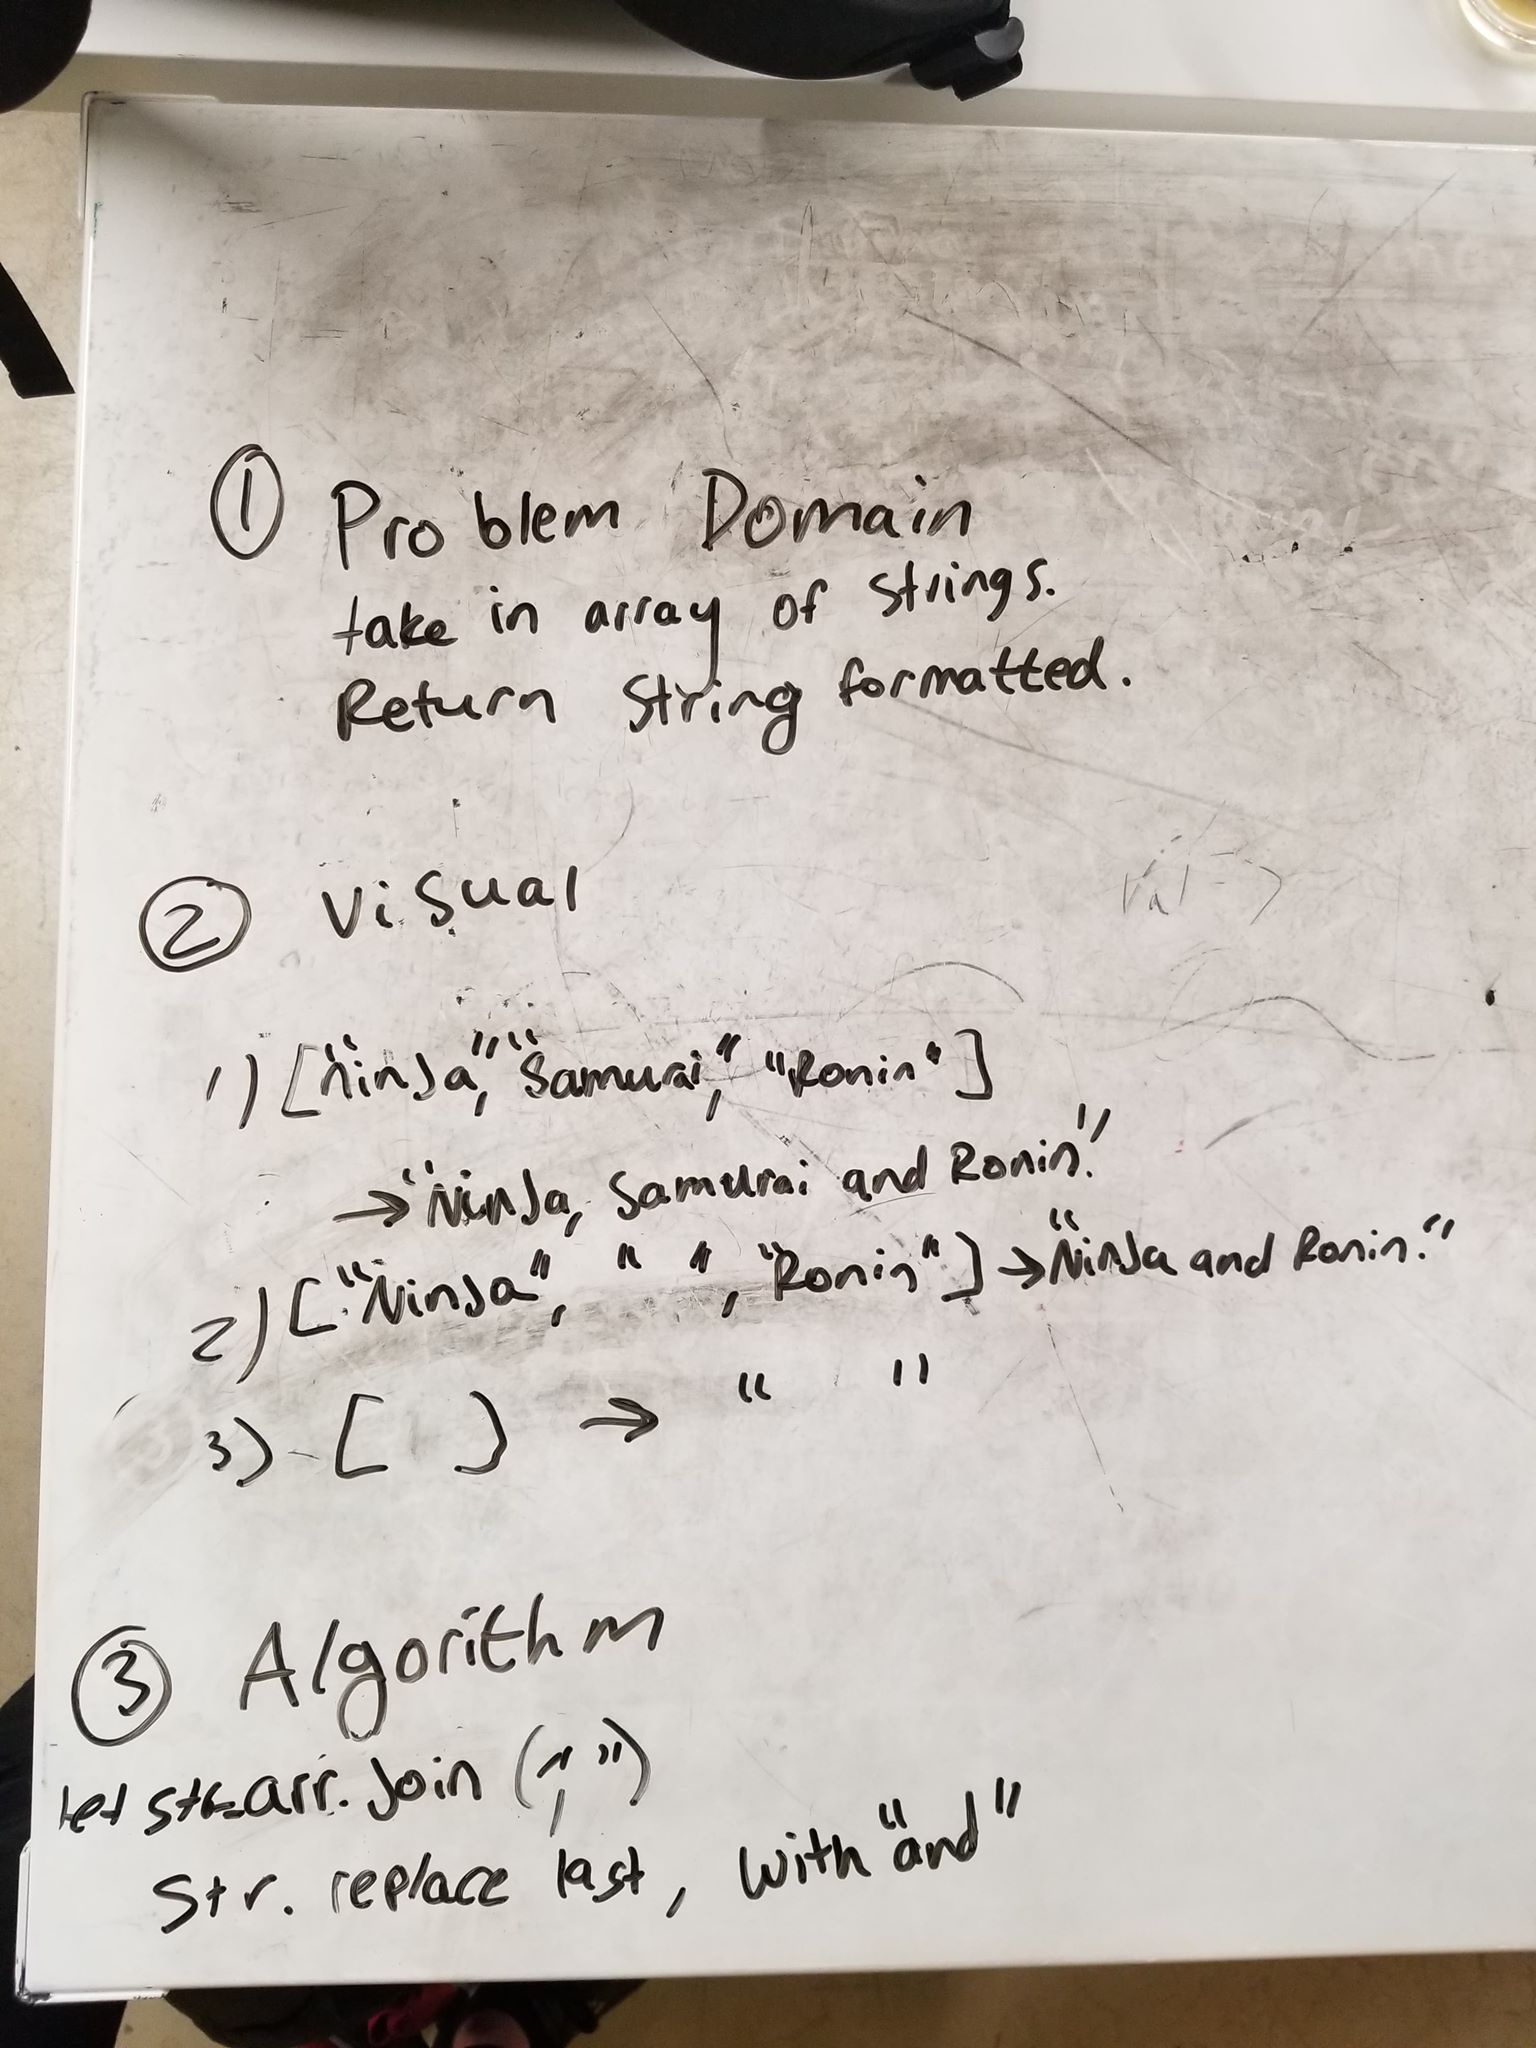 ① Problem Domain
take in array of strings.
Return string formatted.
② Visual
1) ["Ninja", "Samurai", "Ronin"]
→ "Ninja, Samurai and Ronin."
2) ["Ninja", " ", "Ronin"] → "Ninja and Ronin."
3) [ ] → " "
③ Algorithm
let str=arr.join(",")
str. replace last , with "and"